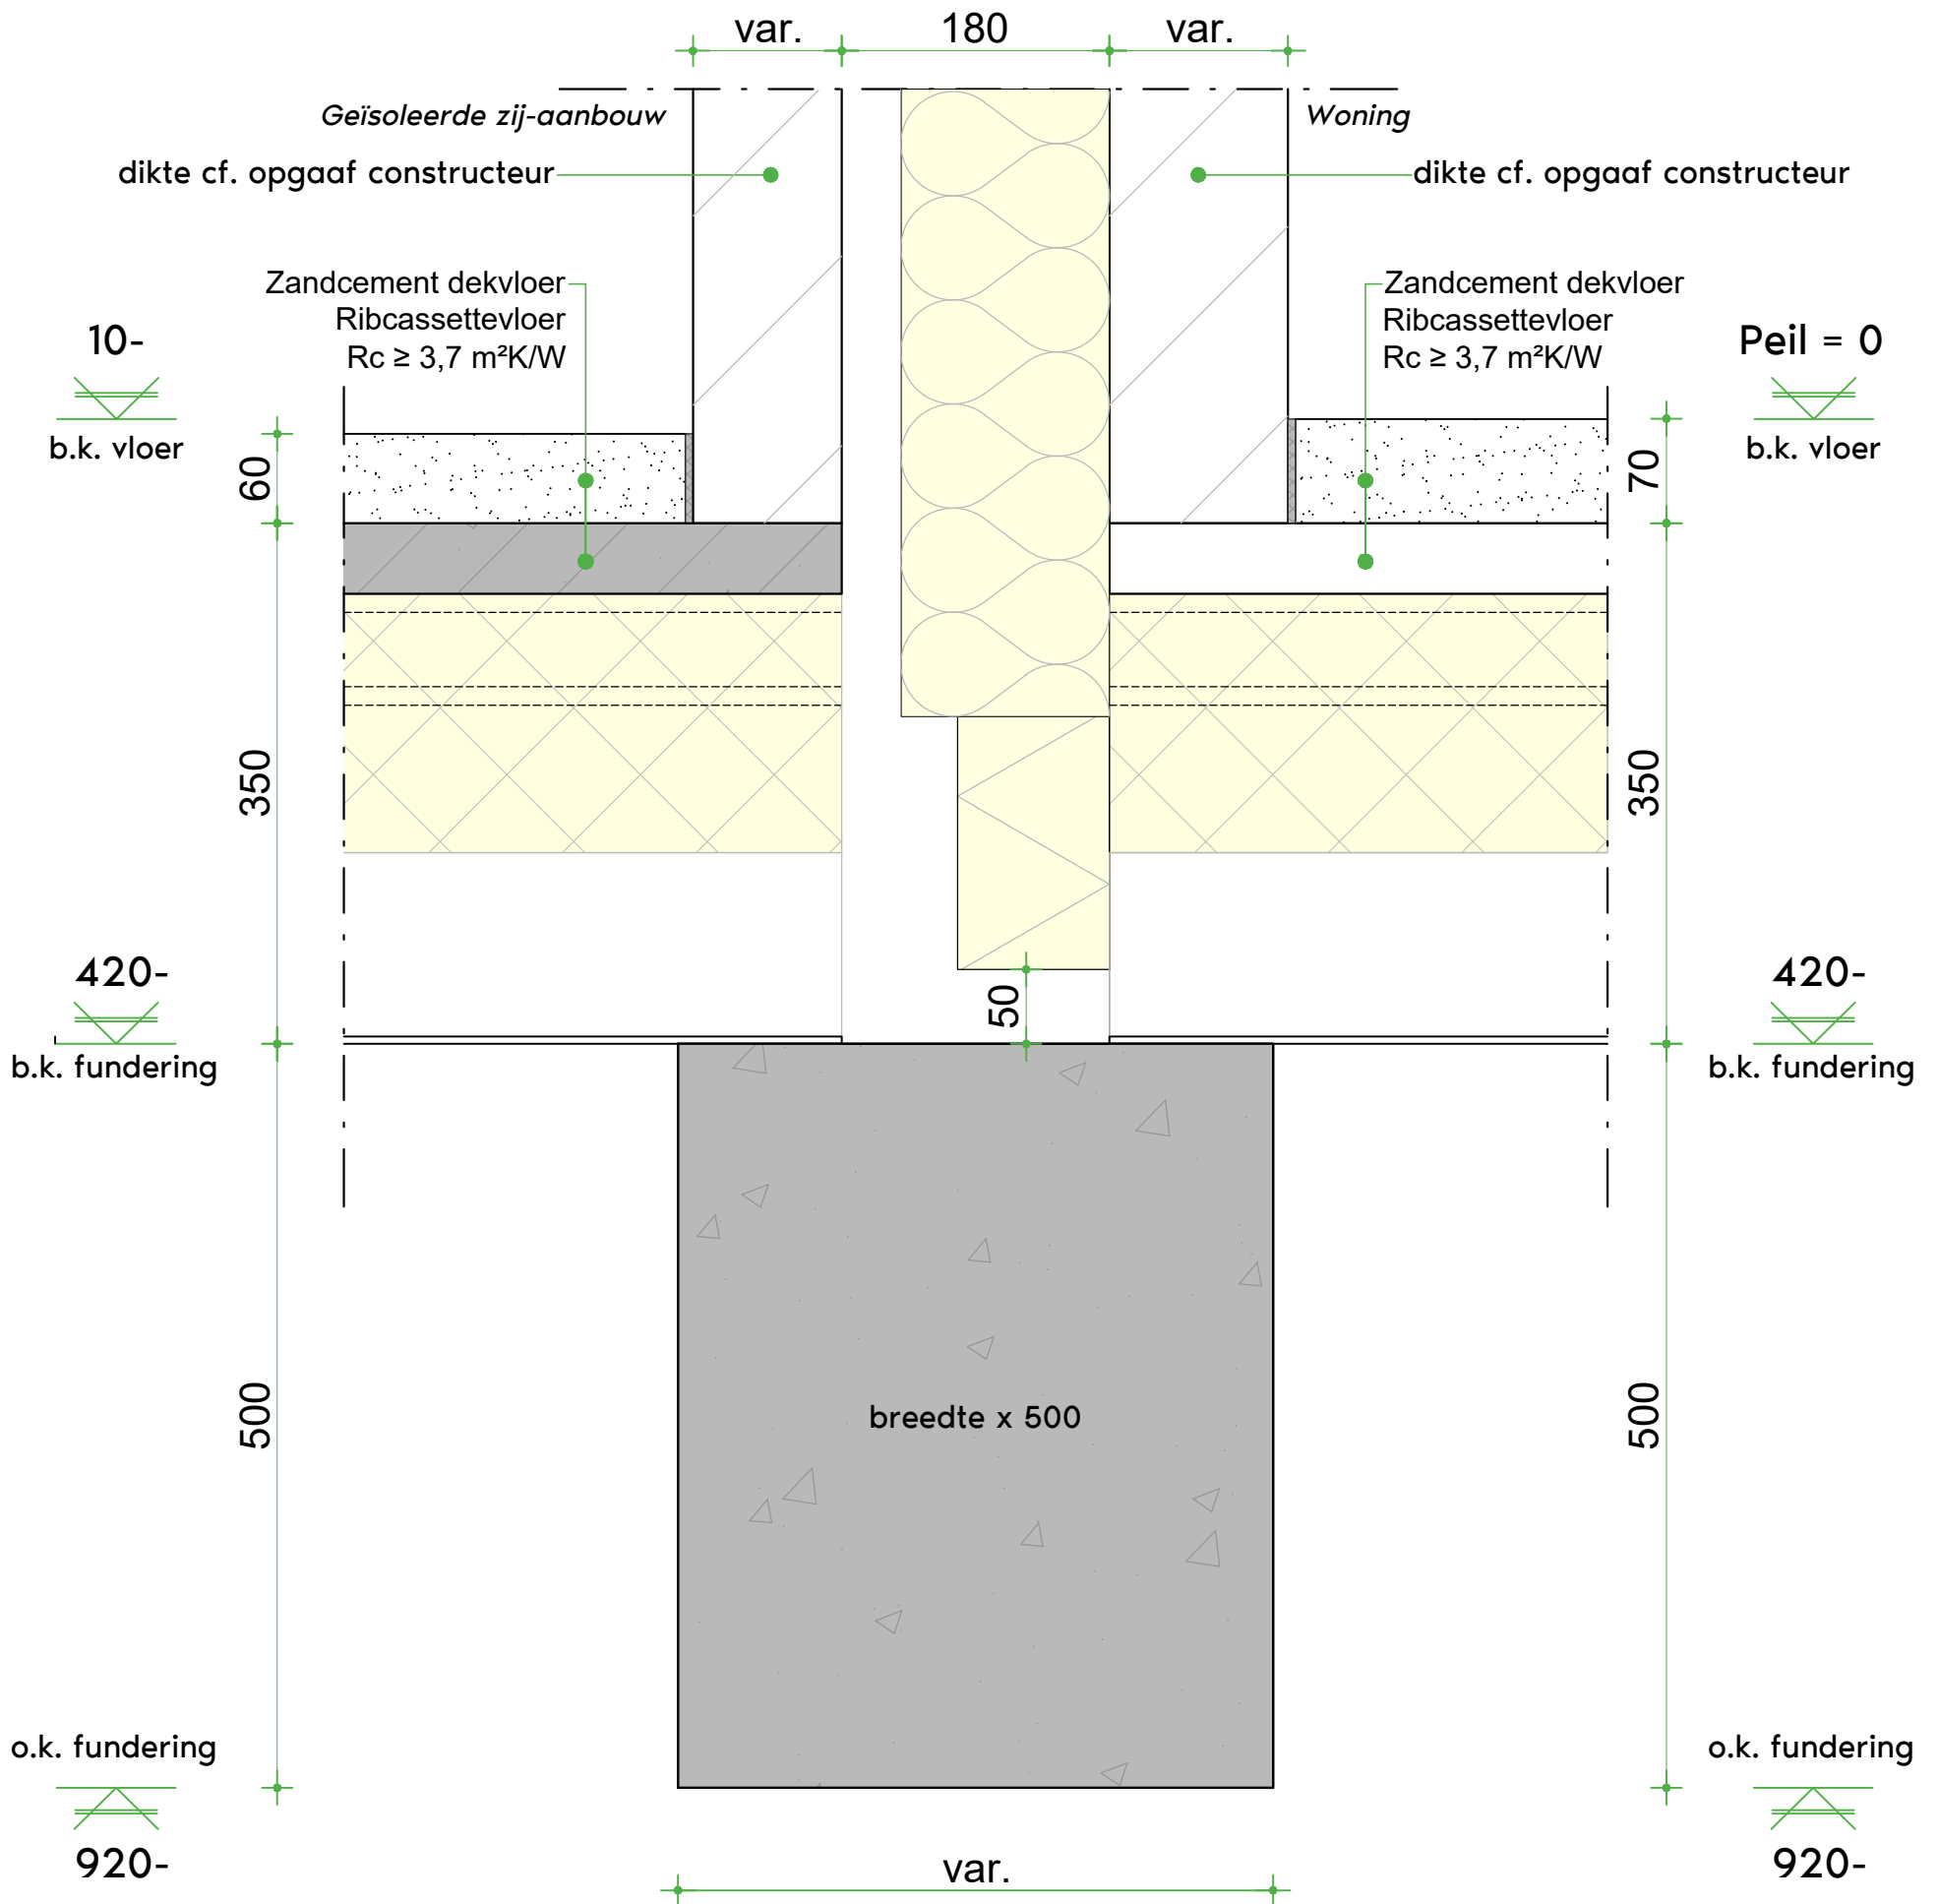 var. 180 var.
Geïsoleerde zij-aanbouw
Woning
dikte cf. opgaaf constructeur
dikte cf. opgaaf constructeur
Zandcement dekvloer
Ribcassettevloer
Rc ≥ 3,7 m²K/W
Zandcement dekvloer
Ribcassettevloer
Rc ≥ 3,7 m²K/W
10-
b.k. vloer
Peil = 0
b.k. vloer
60
70
350
350
420-
b.k. fundering
50
420-
b.k. fundering
500
breedte x 500
500
o.k. fundering
920-
o.k. fundering
920-
var.